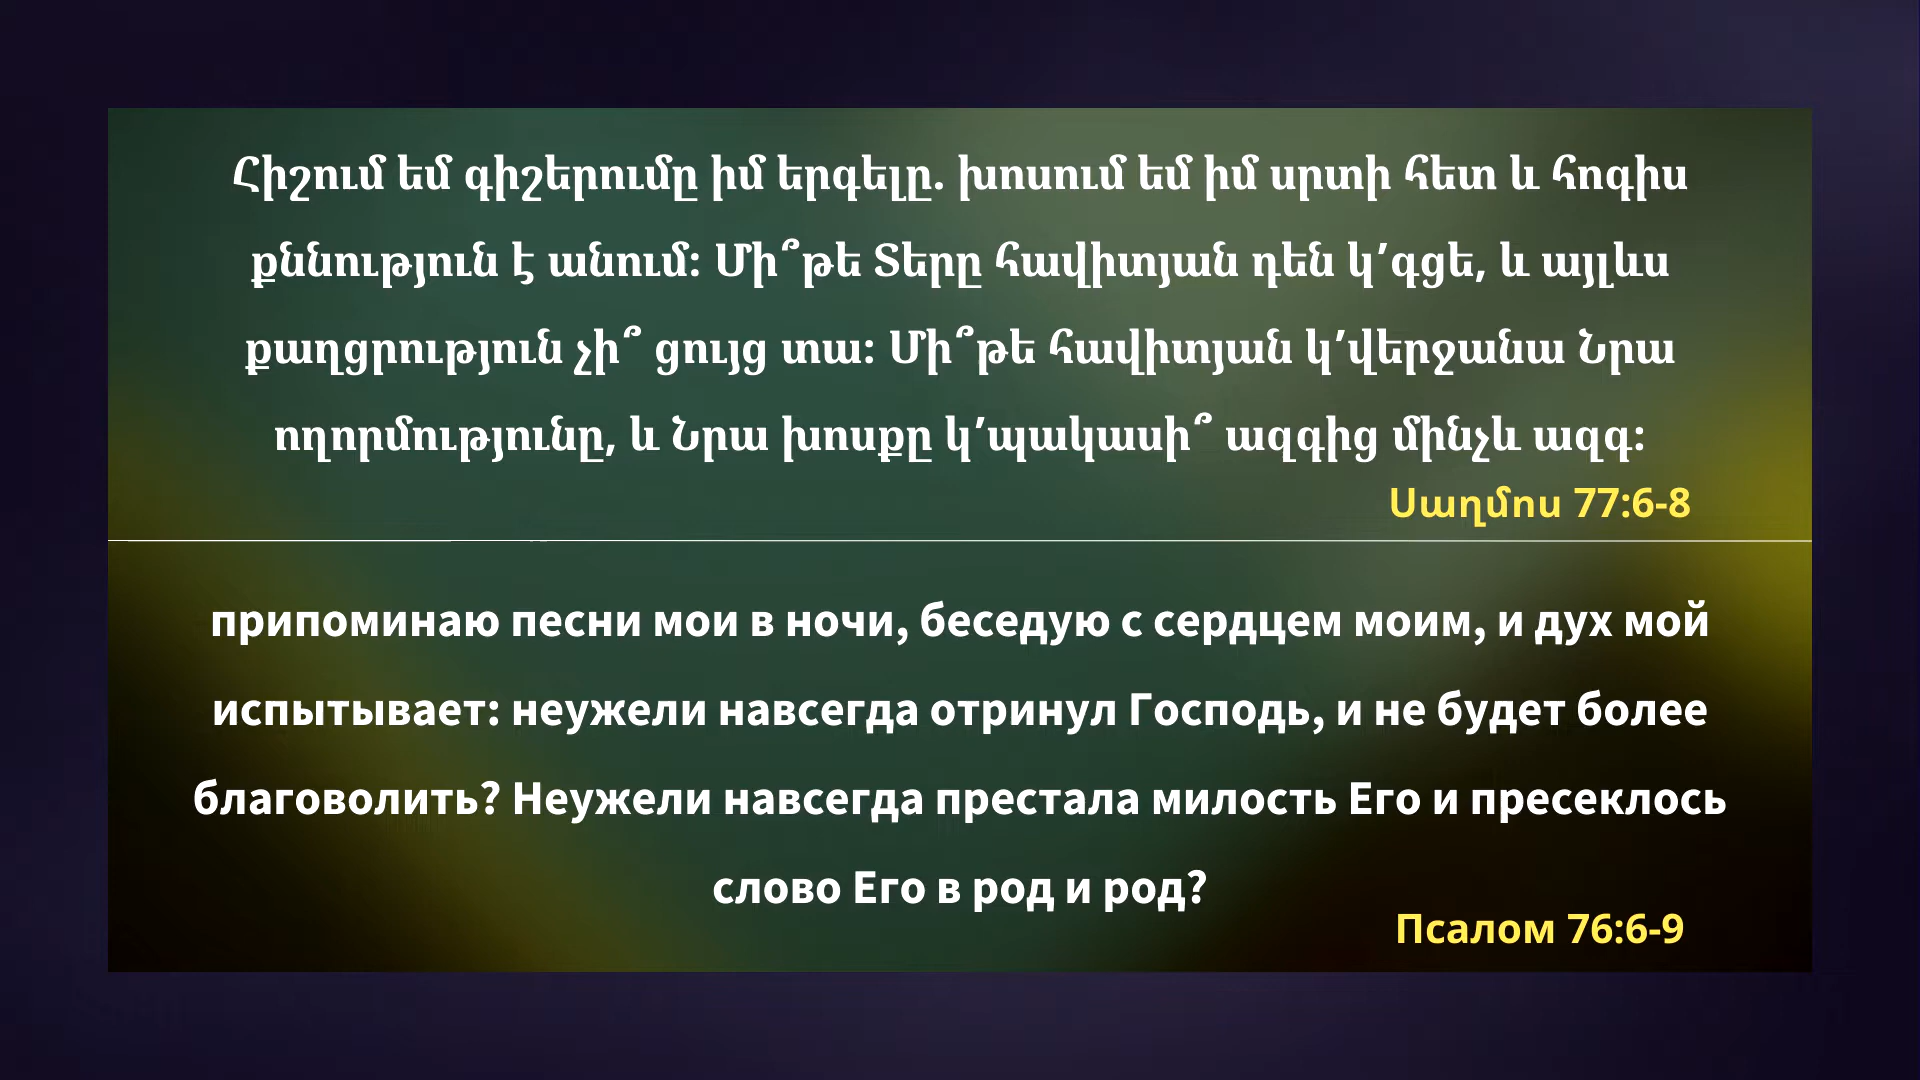 Հիշում եմ գիշերումը իմ երգելը. խոսում եմ իմ սրտի հետ և հոգիս
քննություն է անում: Մի՞թե Տերը հավիտյան դեն կ’գցե, և այլևս
քաղցրություն չի՞ ցույց տա: Մի՞թե հավիտյան կ’վերջանա Նրա
ողորմությունը, և Նրա խոսքը կ’պակասի՞ ազգից մինչև ազգ:
Սաղմոս 77:6-8
припоминаю песни мои в ночи, беседую с сердцем моим, и дух мой
испытывает: неужели навсегда отринул Господь, и не будет более
благоволить? Неужели навсегда престала милость Его и пресеклось
слово Его в род и род?
Псалом 76:6-9